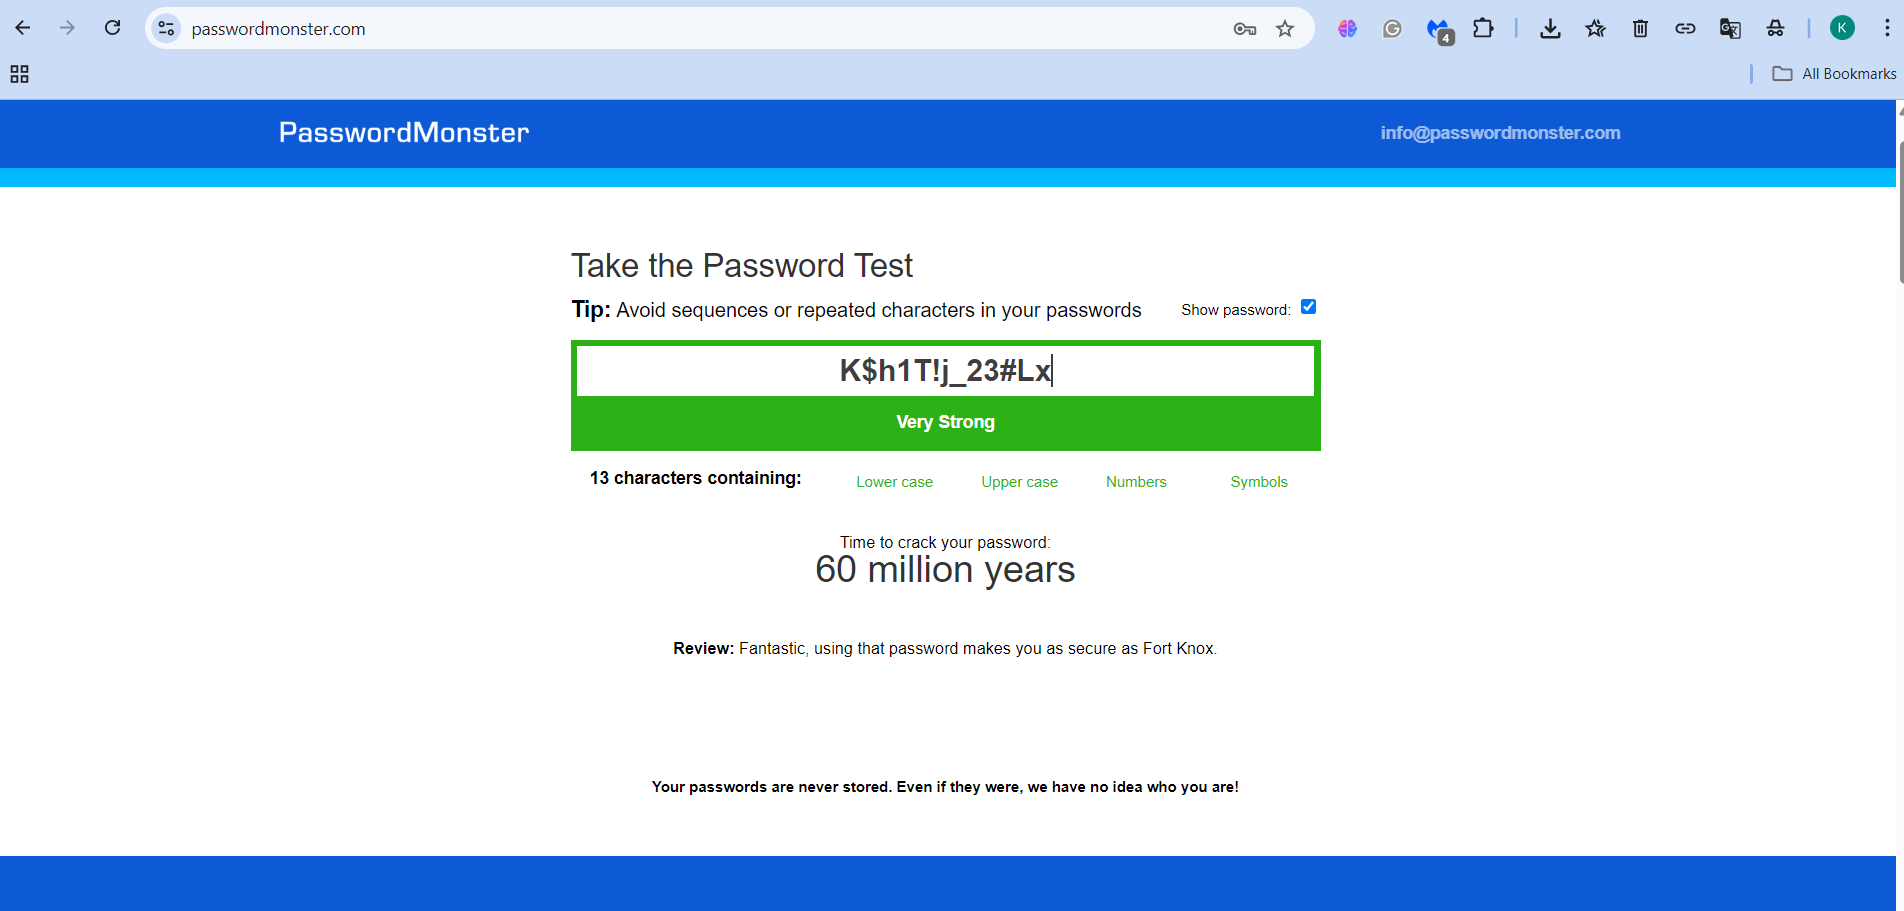 passwordmonster.com
4
K
All Bookmarks
PasswordMonster
info@passwordmonster.com
Take the Password Test
Tip: Avoid sequences or repeated characters in your passwords
Show password:
K$h1T!j_23#Lx
Very Strong
13 characters containing:
Lower case
Upper case
Numbers
Symbols
Time to crack your password:
60 million years
Review: Fantastic, using that password makes you as secure as Fort Knox.
Your passwords are never stored. Even if they were, we have no idea who you are!